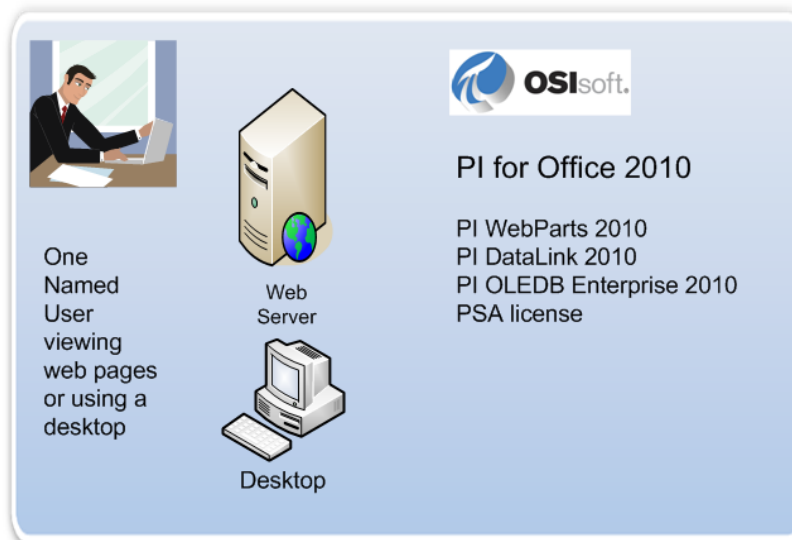 OSIsoft.
PI for Office 2010
PI WebParts 2010
PI DataLink 2010
PI OLEDB Enterprise 2010
PSA license
One
Named
User
viewing
web pages
or using a
desktop
Web
Server
Desktop